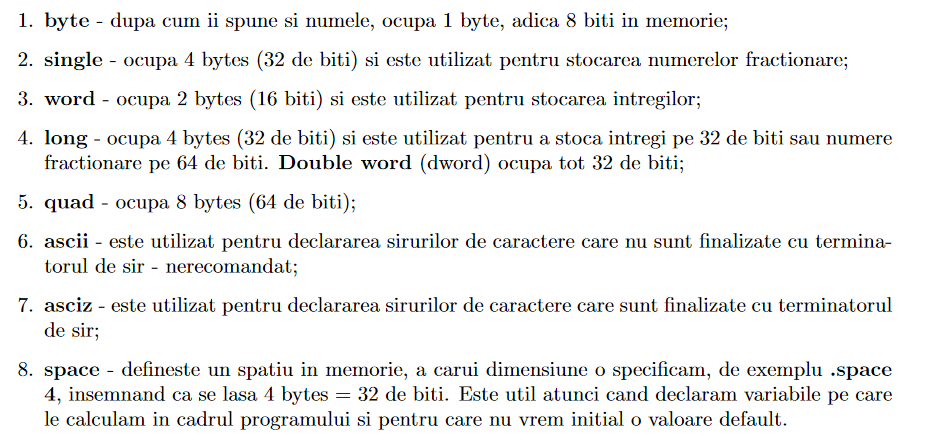 1. byte - dupa cum ii spune si numele, ocupa 1 byte, adica 8 biti in memorie;
2. single - ocupa 4 bytes (32 de biti) si este utilizat pentru stocarea numerelor fractionare;
3. word - ocupa 2 bytes (16 biti) si este utilizat pentru stocarea intregilor;
4. long - ocupa 4 bytes (32 de biti) si este utilizat pentru a stoca intregi pe 32 de biti sau numere
fractionare pe 64 de biti. Double word (dword) ocupa tot 32 de biti;
5. quad - ocupa 8 bytes (64 de biti);
6. ascii - este utilizat pentru declararea sirurilor de caractere care nu sunt finalizate cu termina-
torul de sir - nerecomandat;
7. asciz - este utilizat pentru declararea sirurilor de caractere care sunt finalizate cu terminatorul
de sir;
8. space - defineste un spatiu in memorie, a carui dimensiune o specificam, de exemplu .space
4, insemnand ca se lasa 4 bytes = 32 de biti. Este util atunci cand declaram variabile pe care
le calculam in cadrul programului si pentru care nu vrem initial o valoare default.